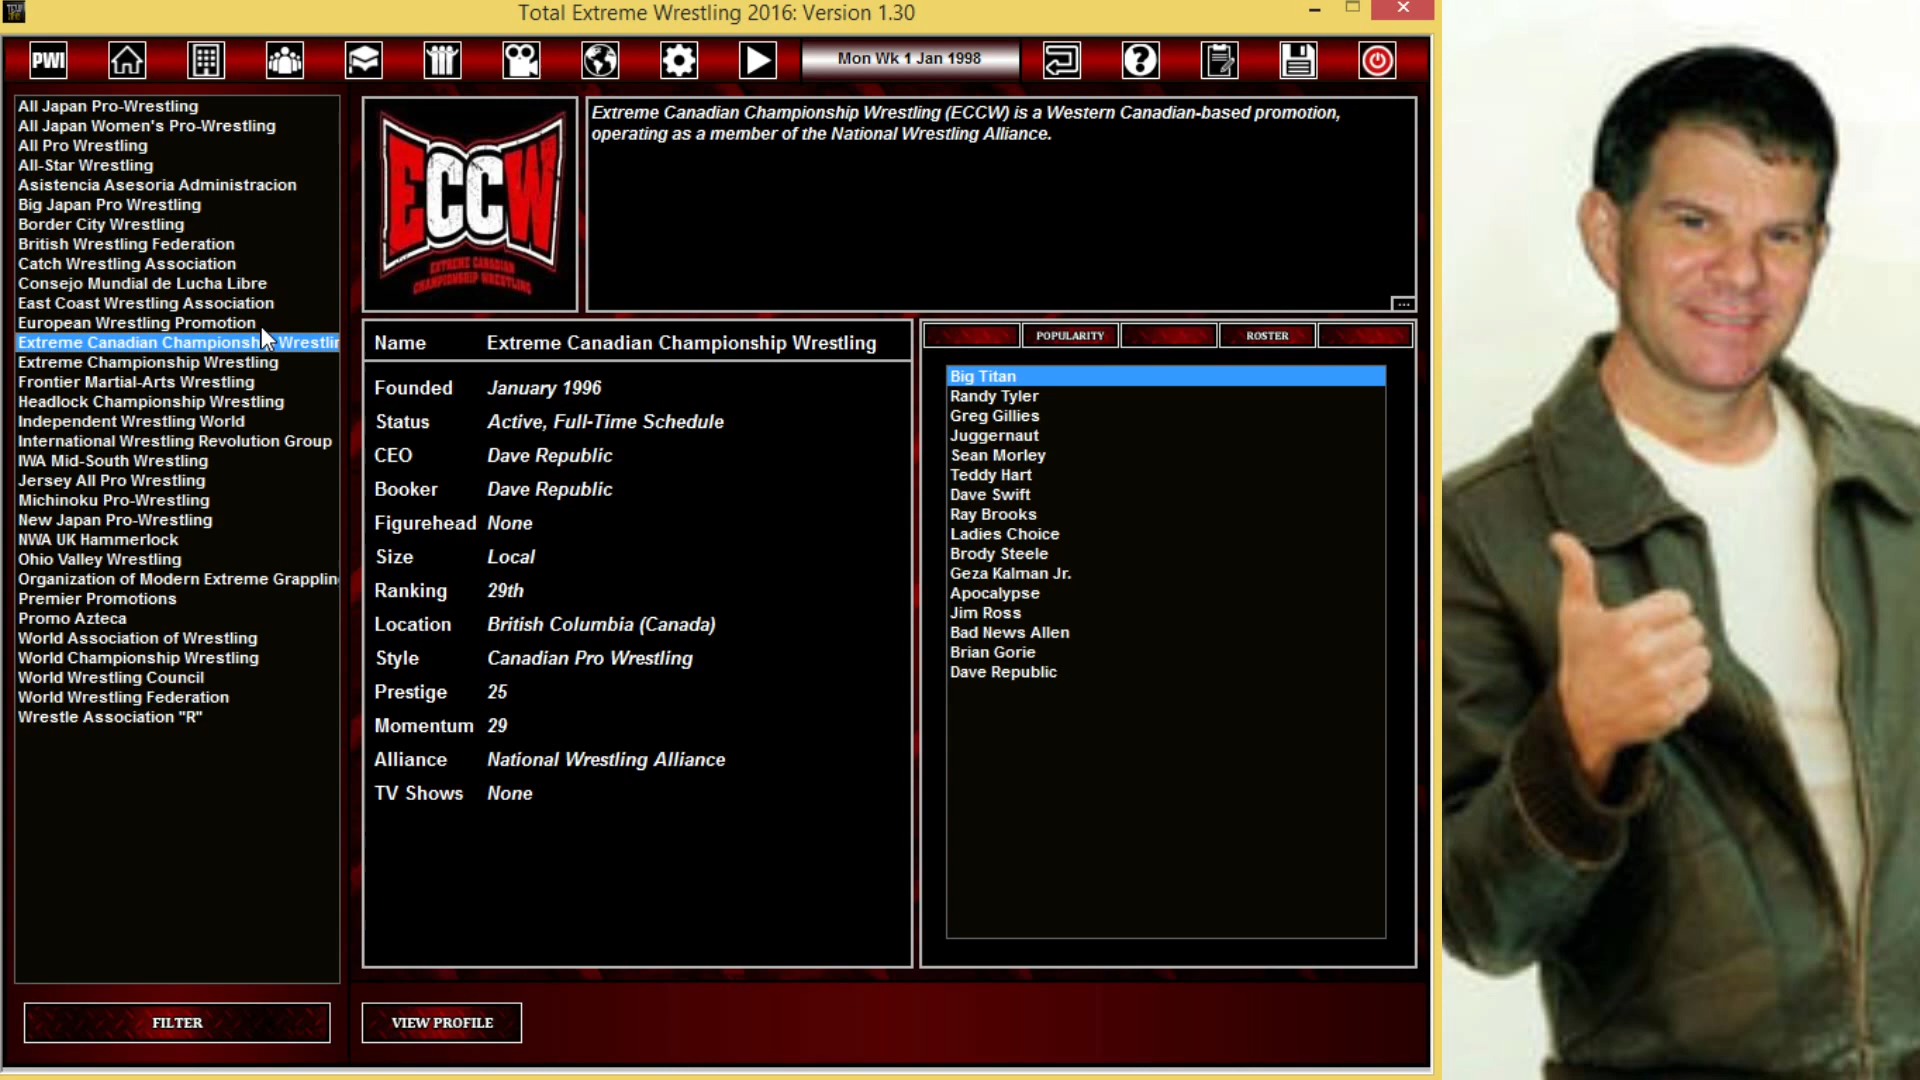 Total Extreme Wrestling 2016: Version 1.30
PWI
Mon Wk 1 Jan 1998
All Japan Pro-Wrestling
All Japan Women's Pro-Wrestling
All Pro Wrestling
All-Star Wrestling
Asistencia Asesoria Administracion
Big Japan Pro Wrestling
Border City Wrestling
British Wrestling Federation
Catch Wrestling Association
Consejo Mundial de Lucha Libre
East Coast Wrestling Association
European Wrestling Promotion
Extreme Canadian Championship Wrestlin
Extreme Championship Wrestling
Frontier Martial-Arts Wrestling
Headlock Championship Wrestling
Independent Wrestling World
International Wrestling Revolution Group
IWA Mid-South Wrestling
Jersey All Pro Wrestling
Michinoku Pro-Wrestling
New Japan Pro-Wrestling
NWA UK Hammerlock
Ohio Valley Wrestling
Organization of Modern Extreme Grapplin
Premier Promotions
Promo Azteca
World Association of Wrestling
World Championship Wrestling
World Wrestling Council
World Wrestling Federation
Wrestle Association "R"
FILTER
ECCW
EXTREME CANADIAN
CHAMPIONSHIP WRESTLING
Extreme Canadian Championship Wrestling (ECCW) is a Western Canadian-based promotion,
operating as a member of the National Wrestling Alliance.
...
Name Extreme Canadian Championship Wrestling
Founded January 1996
Status Active, Full-Time Schedule
CEO Dave Republic
Booker Dave Republic
Figurehead None
Size Local
Ranking 29th
Location British Columbia (Canada)
Style Canadian Pro Wrestling
Prestige 25
Momentum 29
Alliance National Wrestling Alliance
TV Shows None
POPULARITY ROSTER
Big Titan
Randy Tyler
Greg Gillies
Juggernaut
Sean Morley
Teddy Hart
Dave Swift
Ray Brooks
Ladies Choice
Brody Steele
Geza Kalman Jr.
Apocalypse
Jim Ross
Bad News Allen
Brian Gorie
Dave Republic
VIEW PROFILE